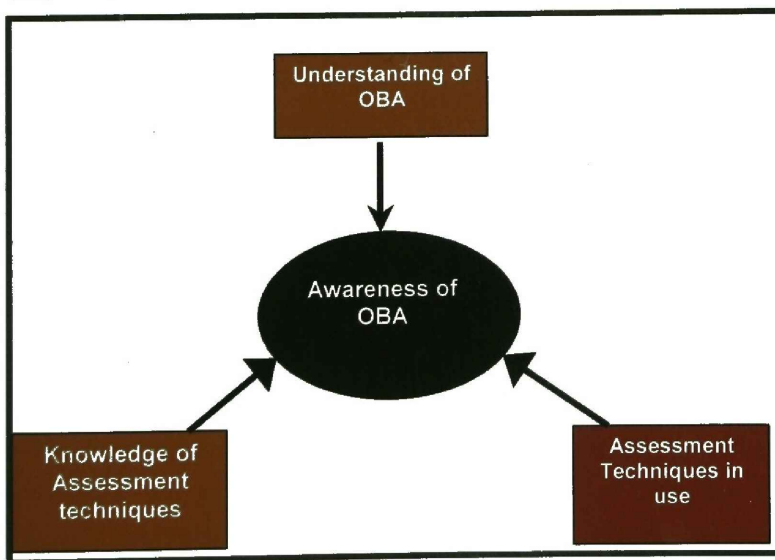 Understanding of
OBA
Awareness of
OBA
Knowledge of
Assessment
techniques
Assessment
Techniques in
use